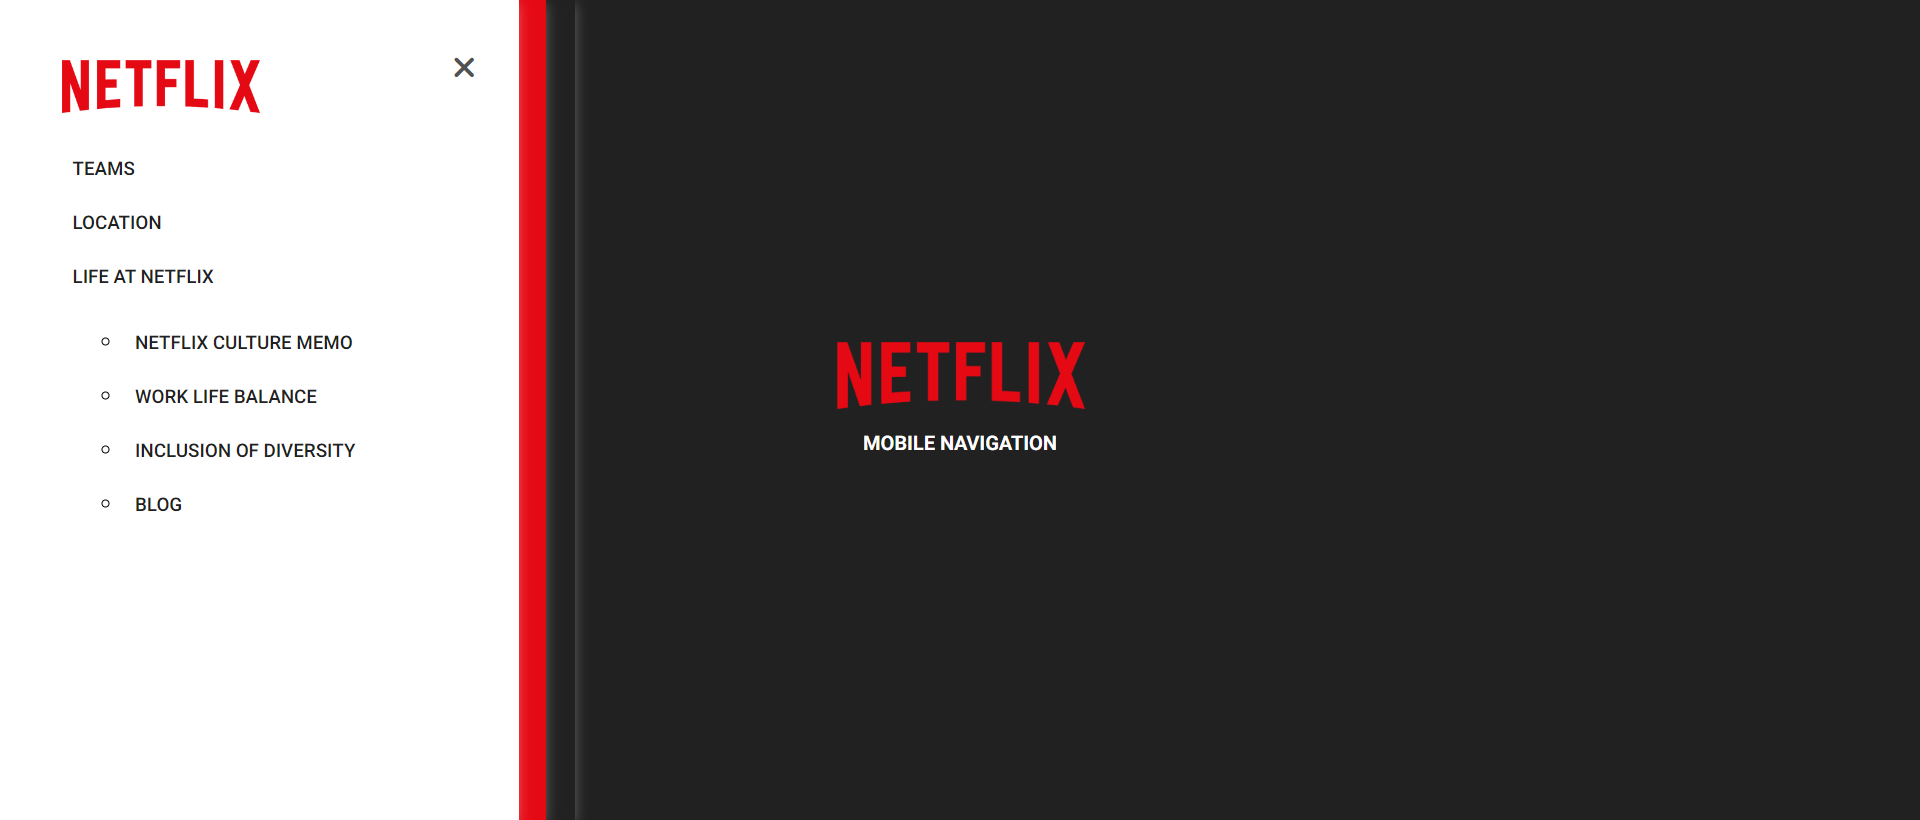 NETFLIX
TEAMS
LOCATION
LIFE AT NETFLIX
NETFLIX CULTURE MEMO
WORK LIFE BALANCE
INCLUSION OF DIVERSITY
BLOG
NETFLIX
MOBILE NAVIGATION